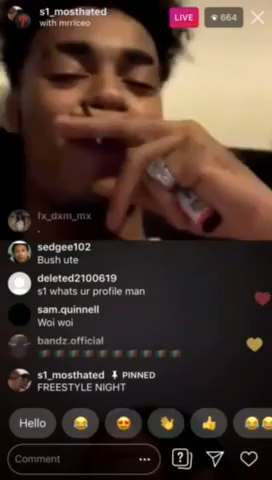 s1_mosthated
with mrrlceo
LIVE
664
fx_dxm_mx
.
sedgee102
Bush ute
deleted2100619
s1 whats ur profile man
sam.quinnell
Woi woi
bandz.official
s1_mosthated PINNED
FREESTYLE NIGHT
Hello
Comment